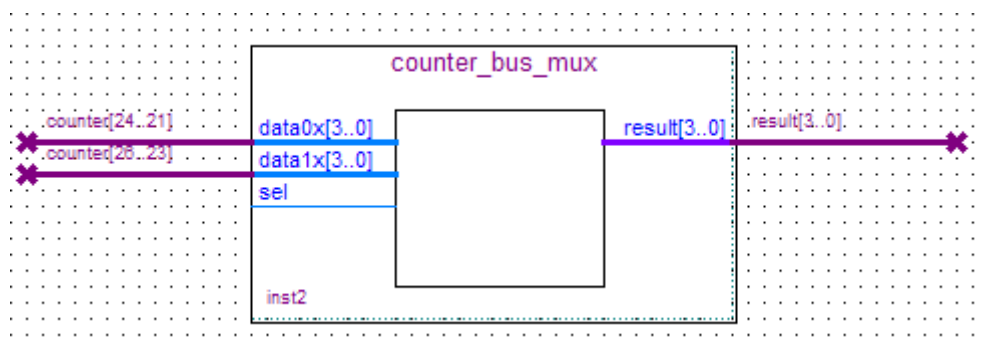 counter_bus_mux
counter[24..21]
data0x[3..0]
result[3..0]
result[3..0]
counter[26..23]
data1x[3..0]
sel
inst2